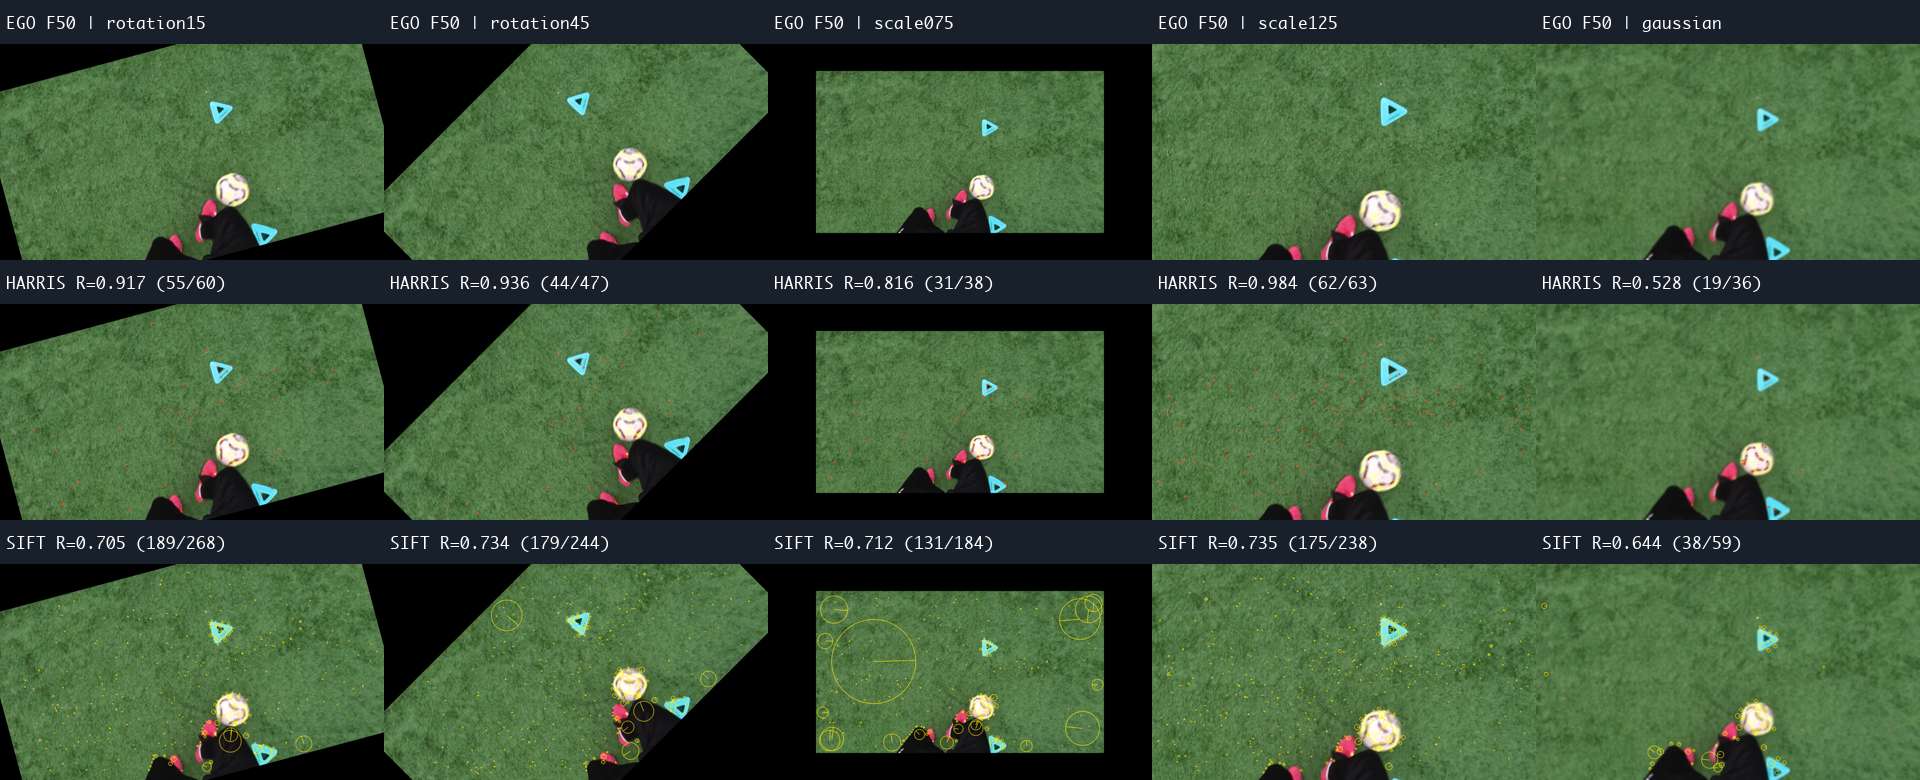 EGO F50 | rotation15
EGO F50 | rotation45
EGO F50 | scale075
EGO F50 | scale125
EGO F50 | gaussian
HARRIS R=0.917 (55/60)
HARRIS R=0.936 (44/47)
HARRIS R=0.816 (31/38)
HARRIS R=0.984 (62/63)
HARRIS R=0.528 (19/36)
SIFT R=0.705 (189/268)
SIFT R=0.734 (179/244)
SIFT R=0.712 (131/184)
SIFT R=0.735 (175/238)
SIFT R=0.644 (38/59)